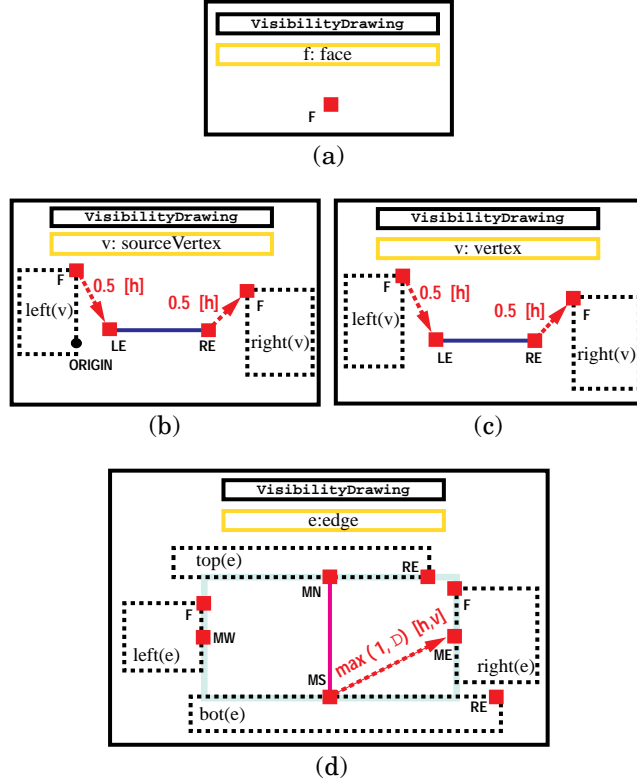 VisibilityDrawing
f: face
F
(a)
VisibilityDrawing
v: sourceVertex
F
0.5 [h]
0.5 [h]
F
left(v)
right(v)
LE
RE
ORIGIN
(b)
VisibilityDrawing
v: vertex
F
0.5 [h]
0.5 [h]
F
left(v)
right(v)
LE
RE
(c)
VisibilityDrawing
e:edge
top(e)
RE
MN
F
F
MW
left(e)
max (1, D) [h,v]
ME
right(e)
MS
bot(e)
RE
(d)